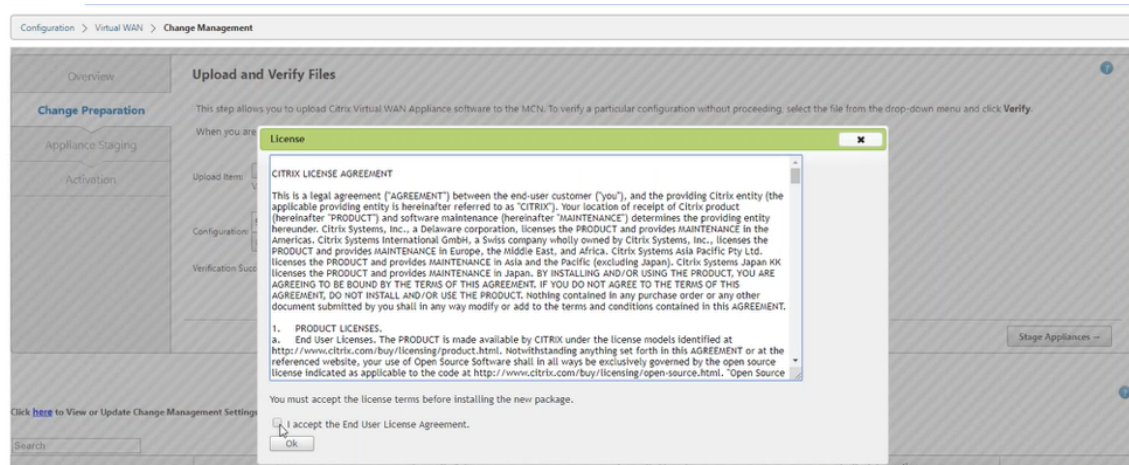 Configuration > Virtual WAN > Change Management
Overview
Change Preparation
Appliance Staging
Activation
Upload and Verify Files
This step allows you to upload Citrix Virtual WAN Appliance software to the MCN. To verify a particular configuration without proceeding, select the file from the drop-down menu and click Verify.
When you are
Upload Item:
Configuration:
Verification Succ
Stage Appliances →
License
CITRIX LICENSE AGREEMENT
This is a legal agreement ("AGREEMENT") between the end-user customer ("you"), and the providing Citrix entity (the
applicable providing entity is hereinafter referred to as "CITRIX"). Your location of receipt of Citrix product
(hereinafter "PRODUCT") and software maintenance (hereinafter "MAINTENANCE") determines the providing entity
hereunder. Citrix Systems, Inc., a Delaware corporation, licenses the PRODUCT and provides MAINTENANCE in the
Americas. Citrix Systems International GmbH, a Swiss company wholly owned by Citrix Systems, Inc., licenses the
PRODUCT and provides MAINTENANCE in Europe, the Middle East, and Africa. Citrix Systems Asia Pacific Pty Ltd.
licenses the PRODUCT and provides MAINTENANCE in Asia and the Pacific (excluding Japan). Citrix Systems Japan KK
licenses the PRODUCT and provides MAINTENANCE in Japan. BY INSTALLING AND/OR USING THE PRODUCT, YOU ARE
AGREEING TO BE BOUND BY THE TERMS OF THIS AGREEMENT. IF YOU DO NOT AGREE TO THE TERMS OF THIS
AGREEMENT, DO NOT INSTALL AND/OR USE THE PRODUCT. Nothing contained in any purchase order or any other
document submitted by you shall in any way modify or add to the terms and conditions contained in this AGREEMENT.
1. PRODUCT LICENSES.
a. End User Licenses. The PRODUCT is made available by CITRIX under the license models identified at
http://www.citrix.com/buy/licensing/product.html. Notwithstanding anything set forth in this AGREEMENT or at the
referenced website, your use of Open Source Software shall in all ways be exclusively governed by the open source
license indicated as applicable to the code at http://www.citrix.com/buy/licensing/open-source.html. "Open Source
You must accept the license terms before installing the new package.
I accept the End User License Agreement.
Ok
Click here to View or Update Change Management Settings
Search